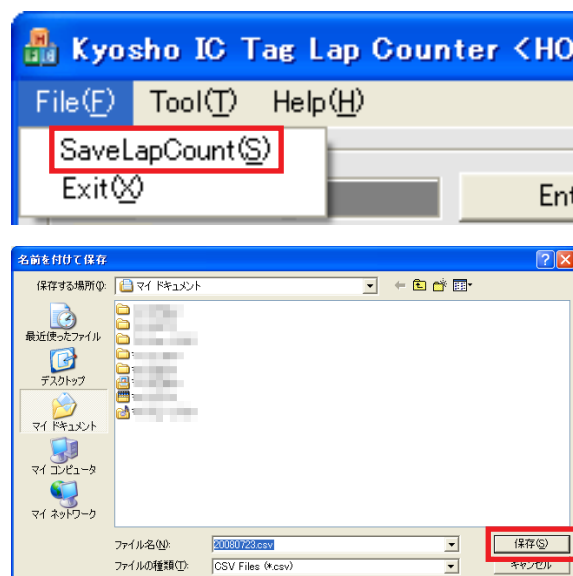 Kyosho IC Tag Lap Counter <HO
File(F) Tool(T) Help(H)
SaveLapCount(S)
Exit(X)
Ent
名前を付けて保存
保存する場所(I):
マイ ドキュメント
最近使ったファイル
デスクトップ
マイ ドキュメント
マイ コンピュータ
マイ ネットワーク
ファイル名(N):
20080723.csv
保存(S)
ファイルの種類(T):
CSV Files (*.csv)
キャンセル